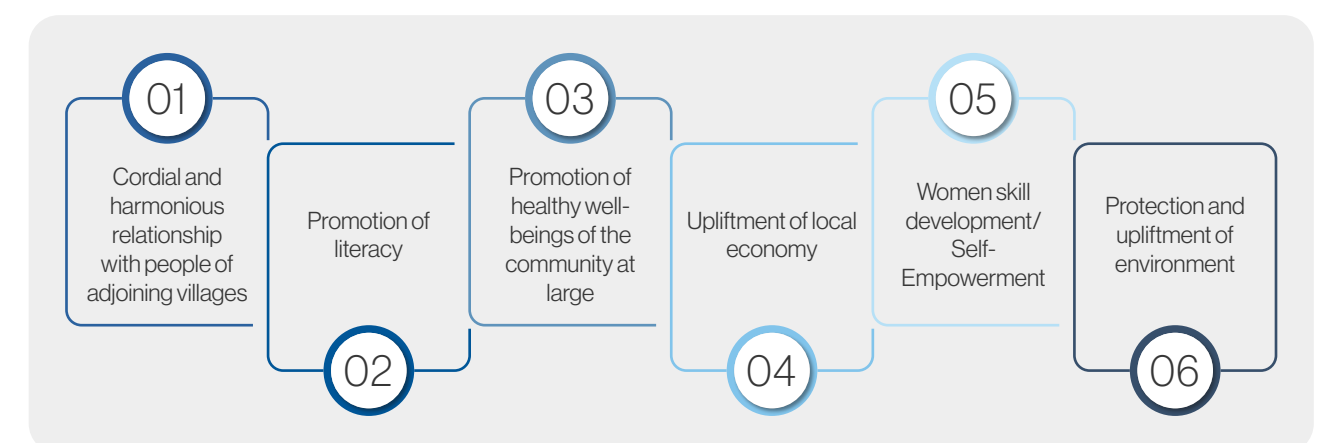 01
Cordial and
harmonious
relationship
with people of
adjoining villages
Promotion of
literacy
02
03
Promotion of
healthy well-
beings of the
community at
large
Upliftment of local
economy
04
05
Women skill
development/
Self-
Empowerment
Protection and
upliftment of
environment
06